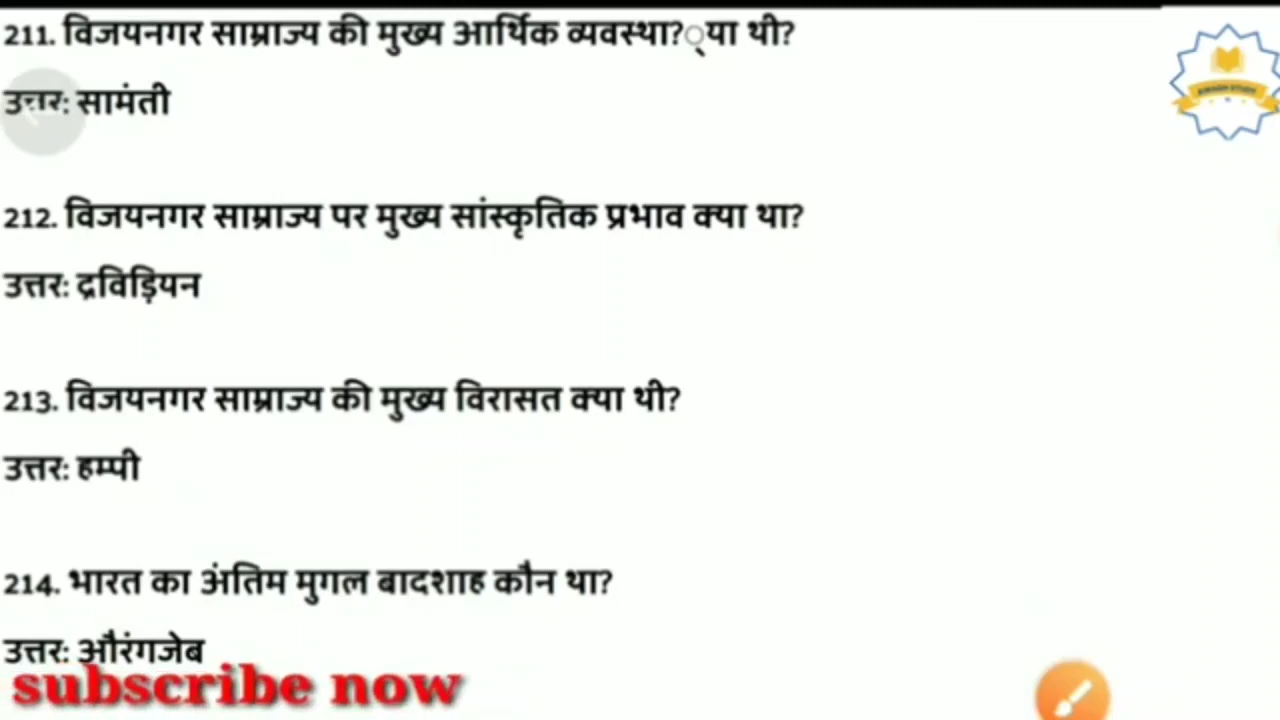 211. विजयनगर साम्राज्य की मुख्य आर्थिक व्यवस्था?्या थी?
उत्तर: सामंती
212. विजयनगर साम्राज्य पर मुख्य सांस्कृतिक प्रभाव क्या था?
उत्तर: द्रविड़ियन
213. विजयनगर साम्राज्य की मुख्य विरासत क्या थी?
उत्तर: हम्पी
214. भारत का अंतिम मुगल बादशाह कौन था?
उत्तर: औरंगजेब
subscribe now